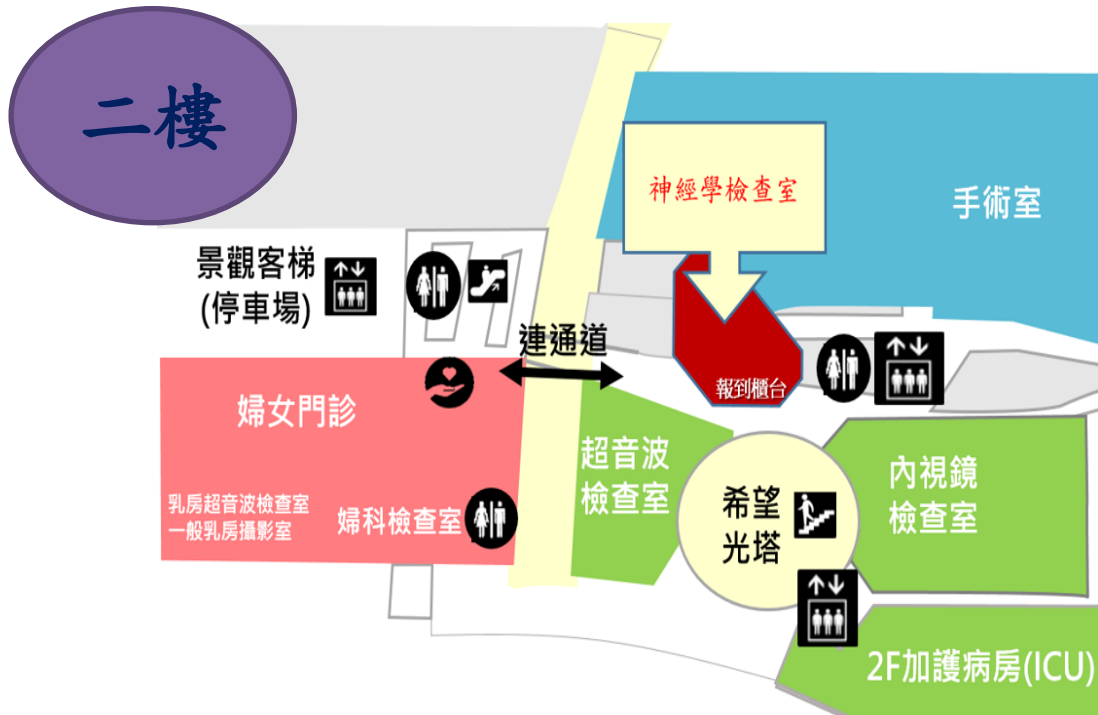 二樓
神經學檢查室
手術室
景觀客梯
(停車場)
連通道
報到櫃台
婦女門診
超音波
檢查室
內視鏡
檢查室
希望
光塔
乳房超音波檢查室
一般乳房攝影室
婦科檢查室
2F加護病房(ICU)